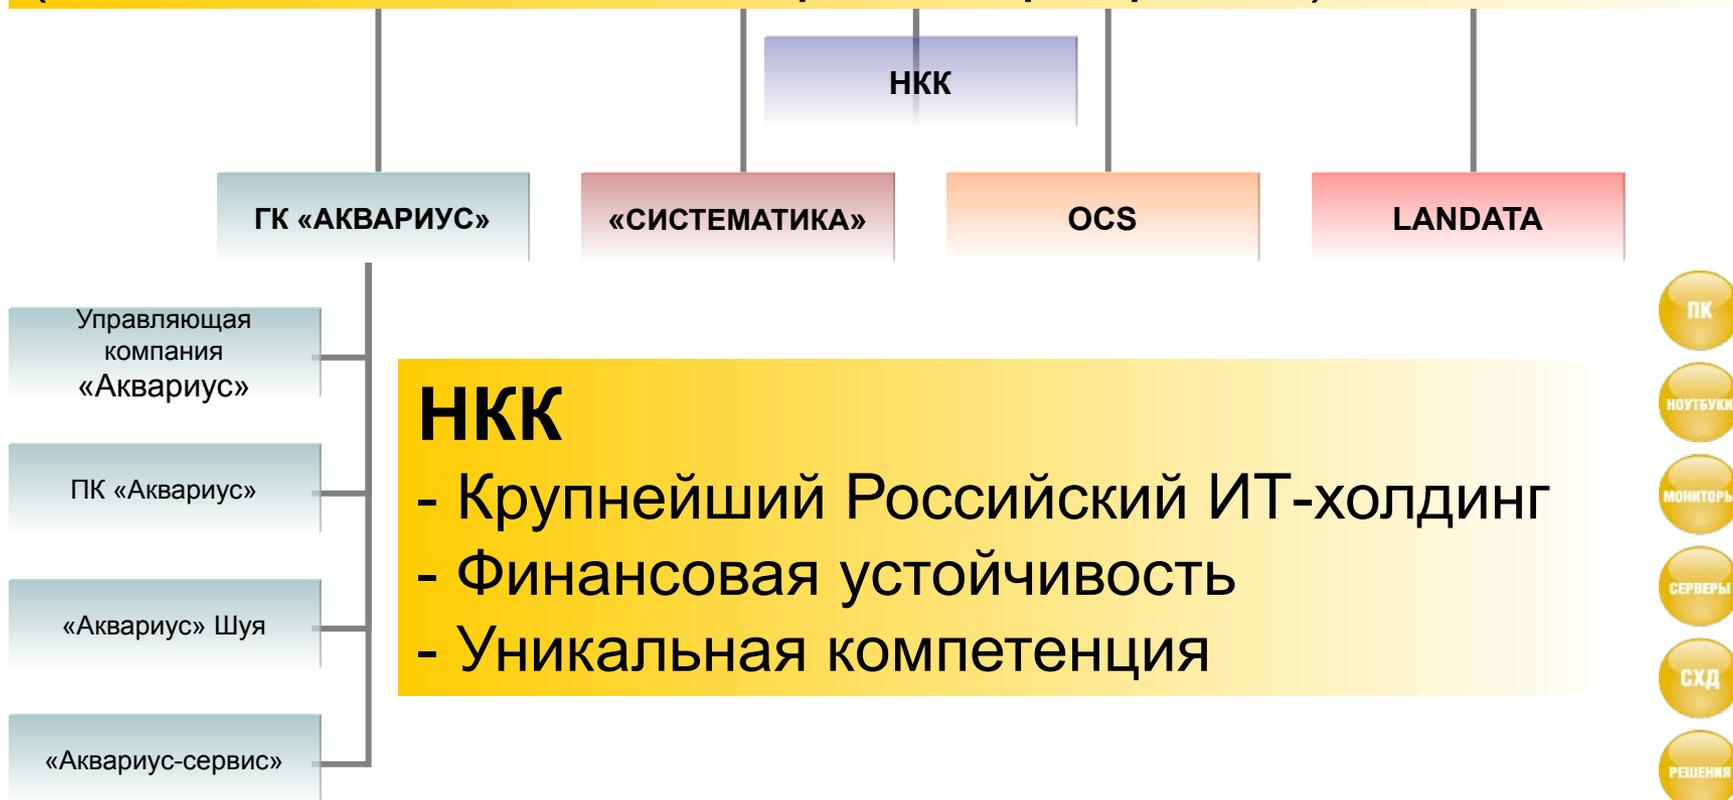 НКК
ГК «АКВАРИУС»
«СИСТЕМАТИКА»
OCS
LANDATA
Управляющая
компания
«Аквариус»
ПК «Аквариус»
«Аквариус» Шуя
«Аквариус-сервис»
НКК
- Крупнейший Российский ИТ-холдинг
- Финансовая устойчивость
- Уникальная компетенция
ПК
НОУТБУКИ
МОНИТОРЫ
СЕРВЕРЫ
СХД
РЕШЕНИЯ